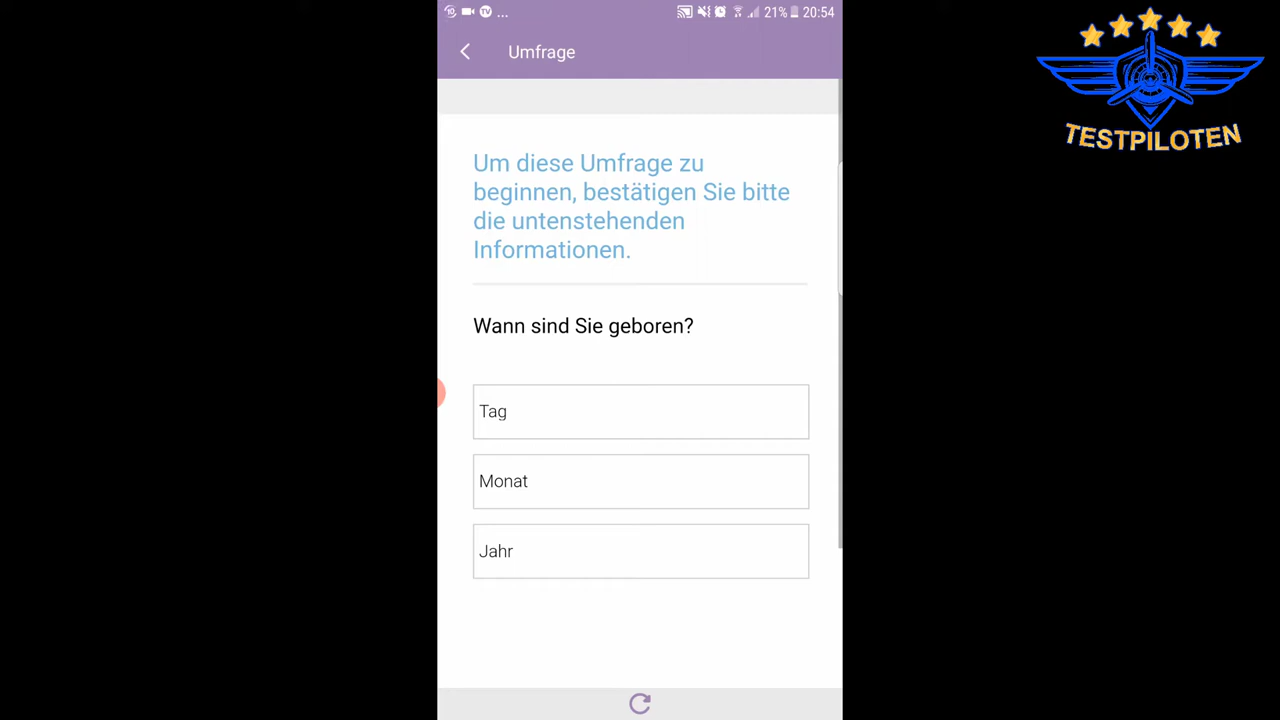 ... 21% 20:54
Umfrage
TESTPILOTEN
Um diese Umfrage zu
beginnen, bestätigen Sie bitte
die untenstehenden
Informationen.
Wann sind Sie geboren?
Tag
Monat
Jahr